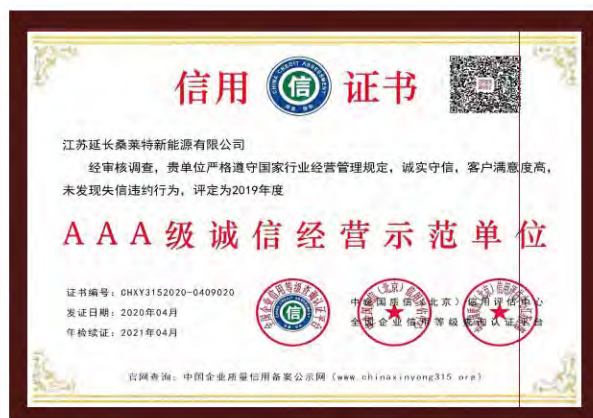 信用
CHINA CREDIT ASSESSMENT
信
证书
江苏延长桑莱特新能源有限公司
经审核调查，贵单位严格遵守国家行业经营管理规定，诚实守信，客户满意度高，
未发现失信违约行为，评定为2019年度
AAA级诚信经营示范单位
证书编号：CHXY3152020-0409020
发证日期：2020年04月
年检续证：2021年04月
信
中金国质信（北京）信用评估中心
全国企业信用等级查询认证平台
官网查询：中国企业质量信用备案公示网（www.chinaxinyong315.org）